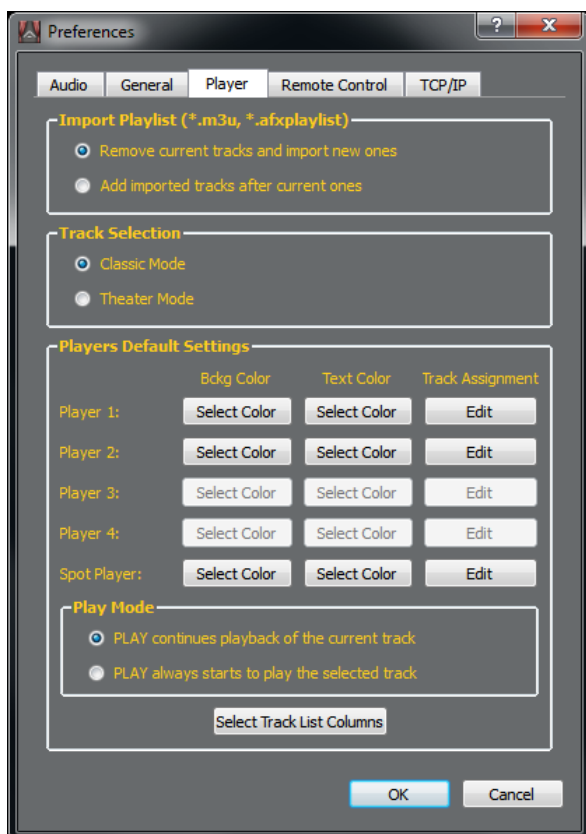 Preferences
?
X
Audio General Player Remote Control TCP/IP
Import Playlist (*.m3u, *.afxplaylist)
Remove current tracks and import new ones
Add imported tracks after current ones
Track Selection
Classic Mode
Theater Mode
Players Default Settings
Bckg Color Text Color Track Assignment
Player 1: Select Color Select Color Edit
Player 2: Select Color Select Color Edit
Player 3: Select Color Select Color Edit
Player 4: Select Color Select Color Edit
Spot Player: Select Color Select Color Edit
Play Mode
PLAY continues playback of the current track
PLAY always starts to play the selected track
Select Track List Columns
OK Cancel